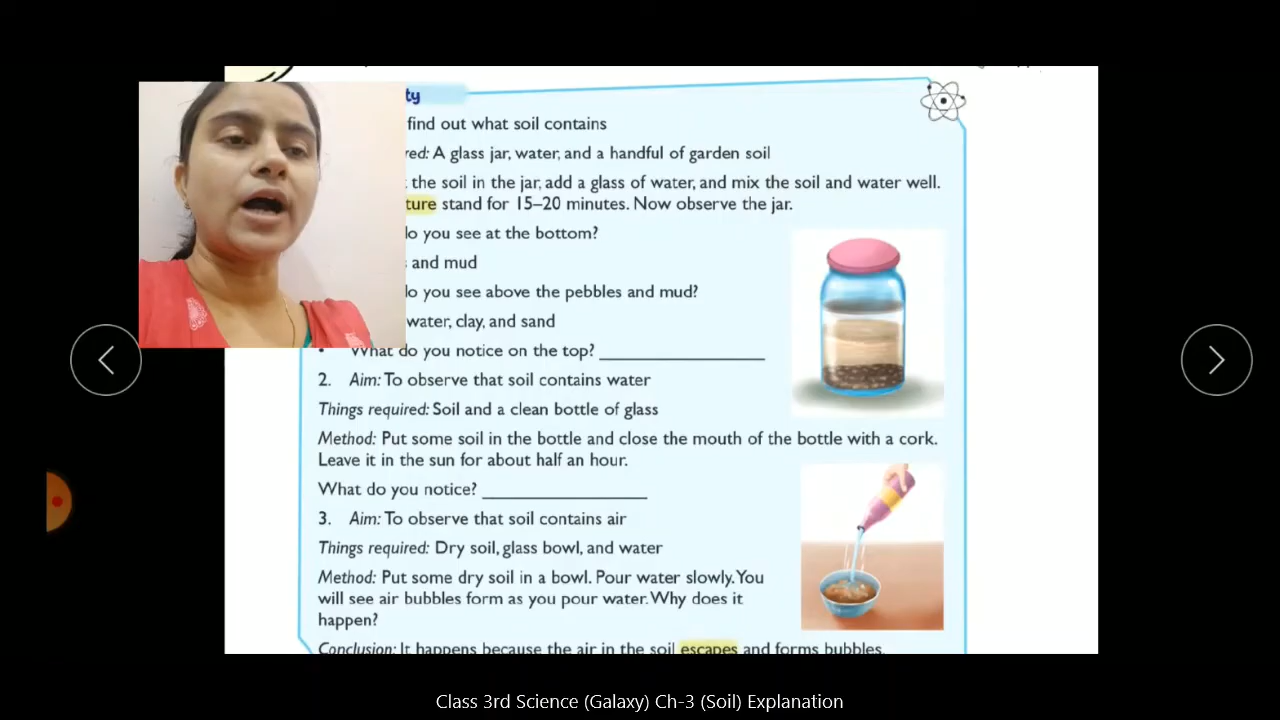 ty
find out what soil contains
red: A glass jar, water, and a handful of garden soil
the soil in the jar, add a glass of water, and mix the soil and water well.
ture stand for 15–20 minutes. Now observe the jar.
do you see at the bottom?
and mud
do you see above the pebbles and mud?
water, clay, and sand
• What do you notice on the top? ____________________
2. Aim: To observe that soil contains water
Things required: Soil and a clean bottle of glass
Method: Put some soil in the bottle and close the mouth of the bottle with a cork.
Leave it in the sun for about half an hour.
What do you notice? ____________________
3. Aim: To observe that soil contains air
Things required: Dry soil, glass bowl, and water
Method: Put some dry soil in a bowl. Pour water slowly. You
will see air bubbles form as you pour water. Why does it
happen?
Conclusion: It happens because the air in the soil escapes and forms bubbles.
Class 3rd Science (Galaxy) Ch-3 (Soil) Explanation